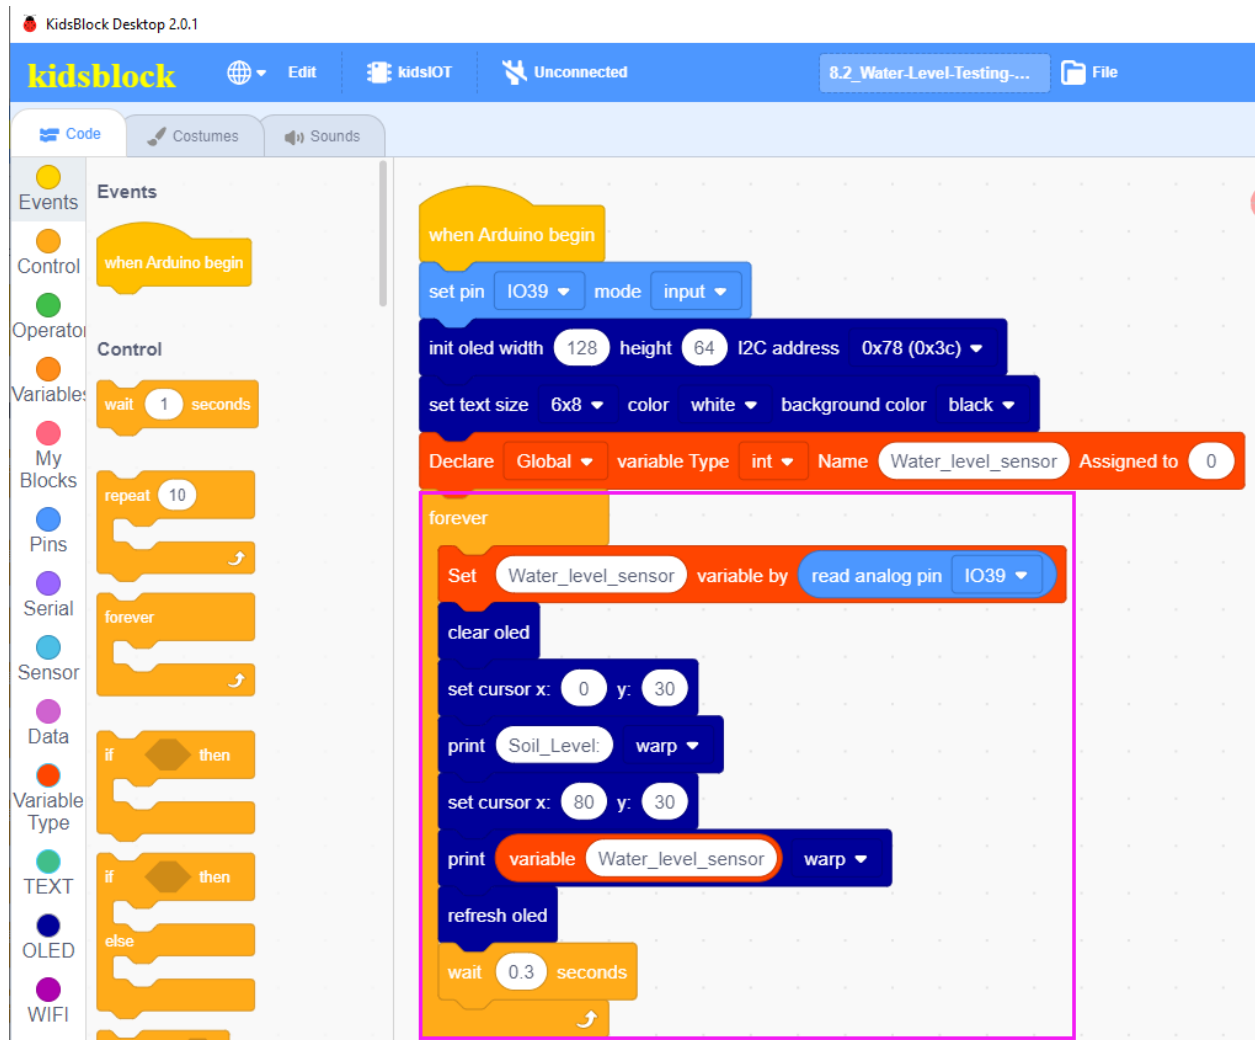 KidsBlock Desktop 2.0.1
kidsblock Edit kidsIOT Unconnected 8.2_Water-Level-Testing-... File
Code Costumes Sounds
Events
Control
Operator
Variables
My
Blocks
Pins
Serial
Sensor
Data
Variable
Type
TEXT
OLED
WIFI
Events
when Arduino begin
Control
wait 1 seconds
repeat 10
forever
if then
if then
else
when Arduino begin
set pin IO39 mode input
init oled width 128 height 64 I2C address 0x78 (0x3c)
set text size 6x8 color white background color black
Declare Global variable Type int Name Water_level_sensor Assigned to 0
forever
Set Water_level_sensor variable by read analog pin IO39
clear oled
set cursor x: 0 y: 30
print Soil_Level: warp
set cursor x: 80 y: 30
print variable Water_level_sensor warp
refresh oled
wait 0.3 seconds